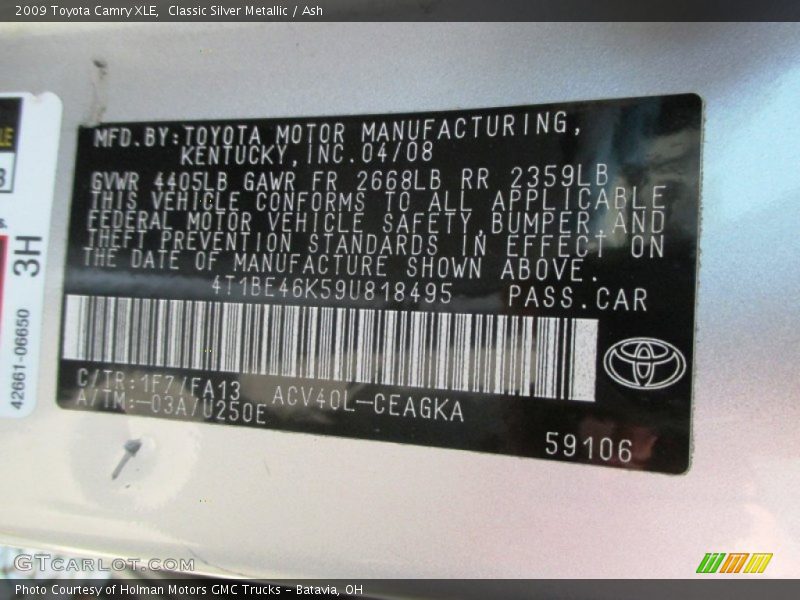 2009 Toyota Camry XLE, Classic Silver Metallic / Ash
MFD.BY:TOYOTA MOTOR MANUFACTURING,
KENTUCKY,INC.04/08
GVWR 4405LB GAWR FR 2668LB RR 2359LB
THIS VEHICLE CONFORMS TO ALL APPLICABLE
FEDERAL MOTOR VEHICLE SAFETY,BUMPER,AND
THEFT PREVENTION STANDARDS IN EFFECT ON
THE DATE OF MANUFACTURE SHOWN ABOVE.
4T1BE46K59U818495 PASS.CAR
C/TR:1F7/FA13 ACV40L-CEAGKA
A/TM:-03A/U250E
59106
3H
42661-06650
GTCARLOT.COM
Photo Courtesy of Holman Motors GMC Trucks - Batavia, OH